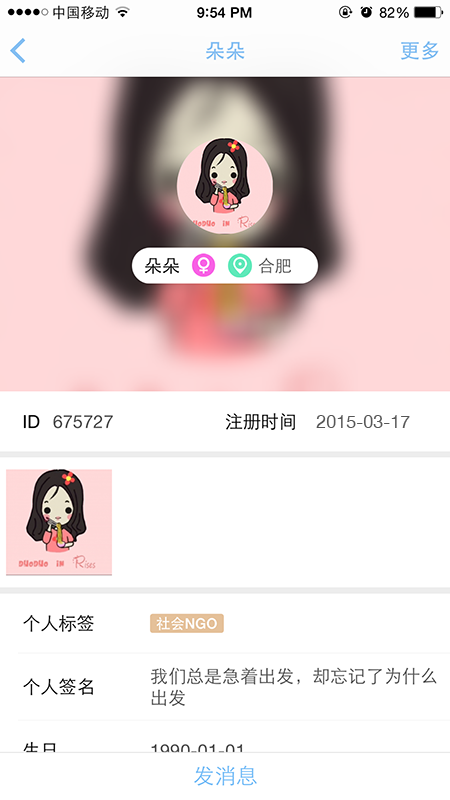 中国移动 9:54 PM 82%
朵朵 更多
DUODUO IN Rises
朵朵 合肥
ID 675727 注册时间 2015-03-17
DUODUO IN Rises
个人标签 社会NGO
个人签名 我们总是急着出发，却忘记了为什么
出发
生日 1990-01-01
发消息